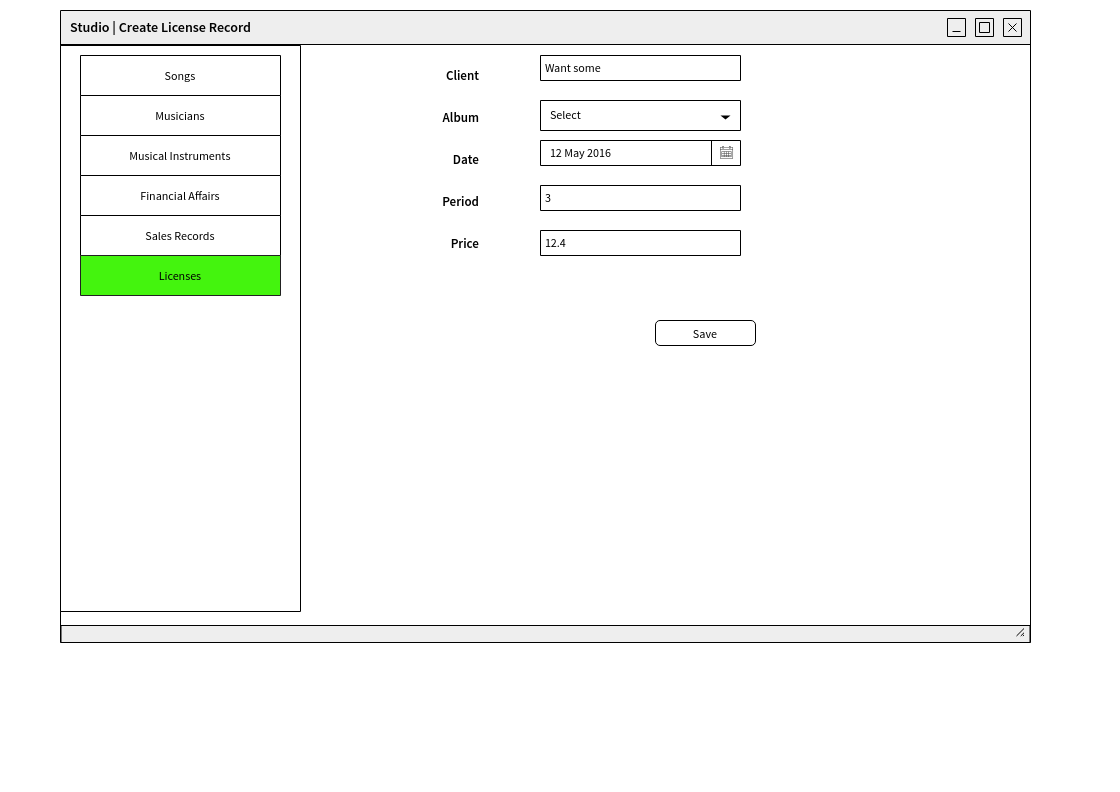 Studio | Create License Record
Songs
Musicians
Musical Instruments
Financial Affairs
Sales Records
Licenses
Client
Want some
Album
Select
Date
12 May 2016
Period
3
Price
12.4
Save